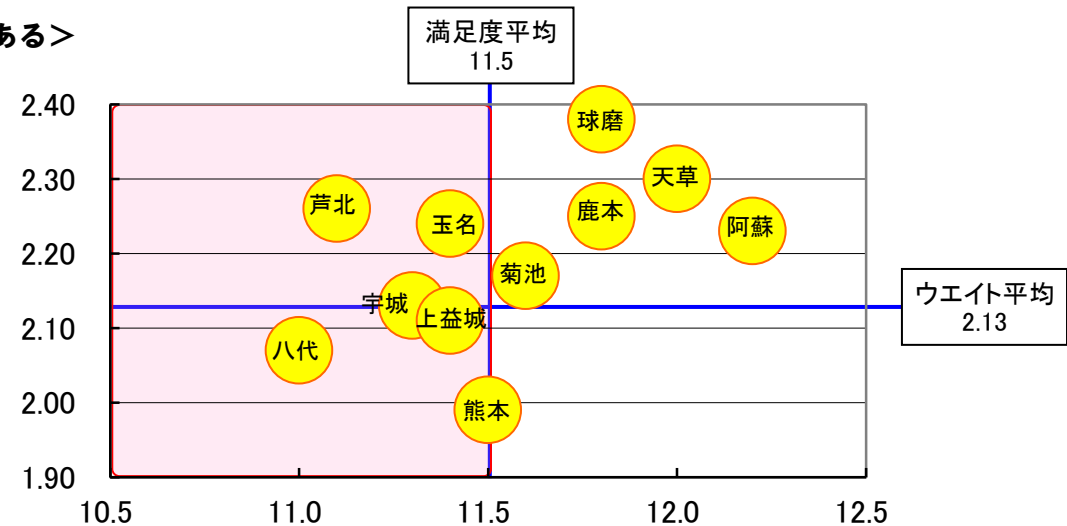 ある＞
満足度平均
11.5
2.40
球磨
2.30
天草
芦北
鹿本
玉名
阿蘇
2.20
菊池
ウエイト平均
2.13
宇城
上益城
2.10
八代
2.00
熊本
1.90
10.5
11.0
11.5
12.0
12.5